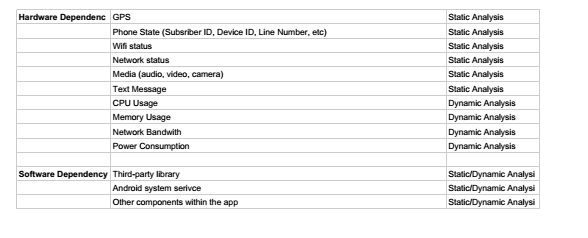 Hardware Dependenc GPS Static Analysis
Phone State (Subsriber ID, Device ID, Line Number, etc) Static Analysis
Wifi status Static Analysis
Network status Static Analysis
Media (audio, video, camera) Static Analysis
Text Message Static Analysis
CPU Usage Dynamic Analysis
Memory Usage Dynamic Analysis
Network Bandwith Dynamic Analysis
Power Consumption Dynamic Analysis
Software Dependency Third-party library Static/Dynamic Analysi
Android system serivce Static/Dynamic Analysi
Other components within the app Static/Dynamic Analysi